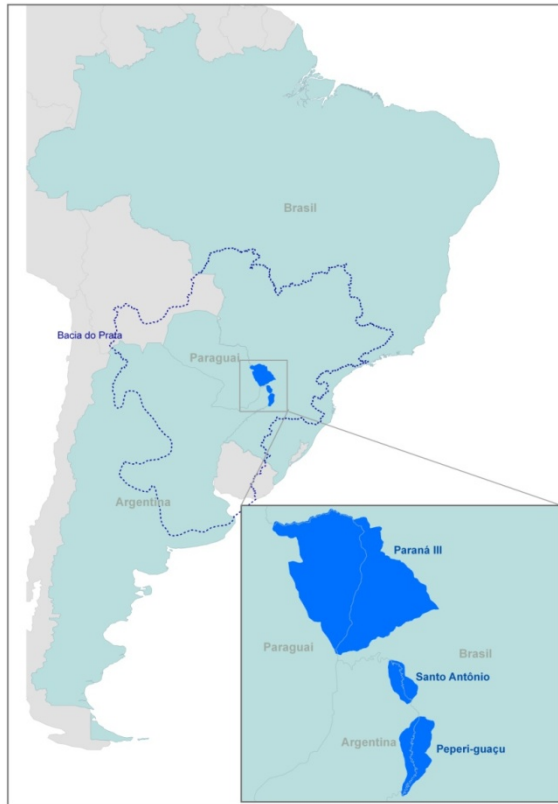 Brasil
Bacia do Prata
Paraguai
Argentina
Paraná III
Paraguai
Brasil
Santo Antônio
Argentina
Peperi-guaçu